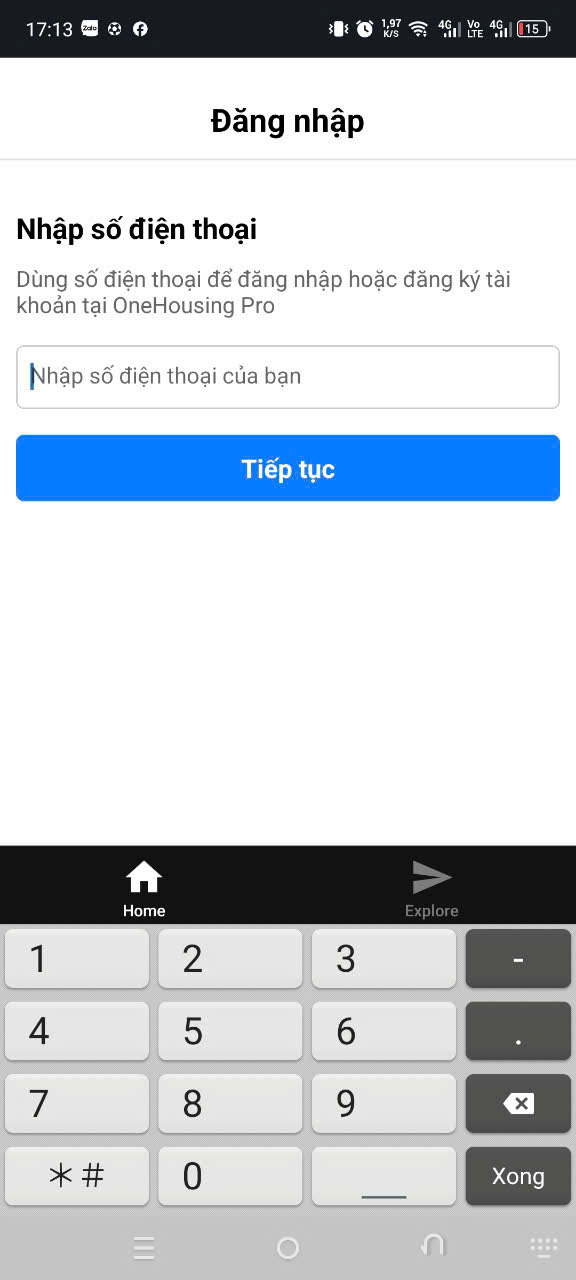 17:13 Zalo 1,97 K/S 4G Vo LTE 4G 15
Đăng nhập
Nhập số điện thoại
Dùng số điện thoại để đăng nhập hoặc đăng ký tài
khoản tại OneHousing Pro
Nhập số điện thoại của bạn
Tiếp tục
Home Explore
1 2 3 -
4 5 6 .
7 8 9
*# 0 Xong